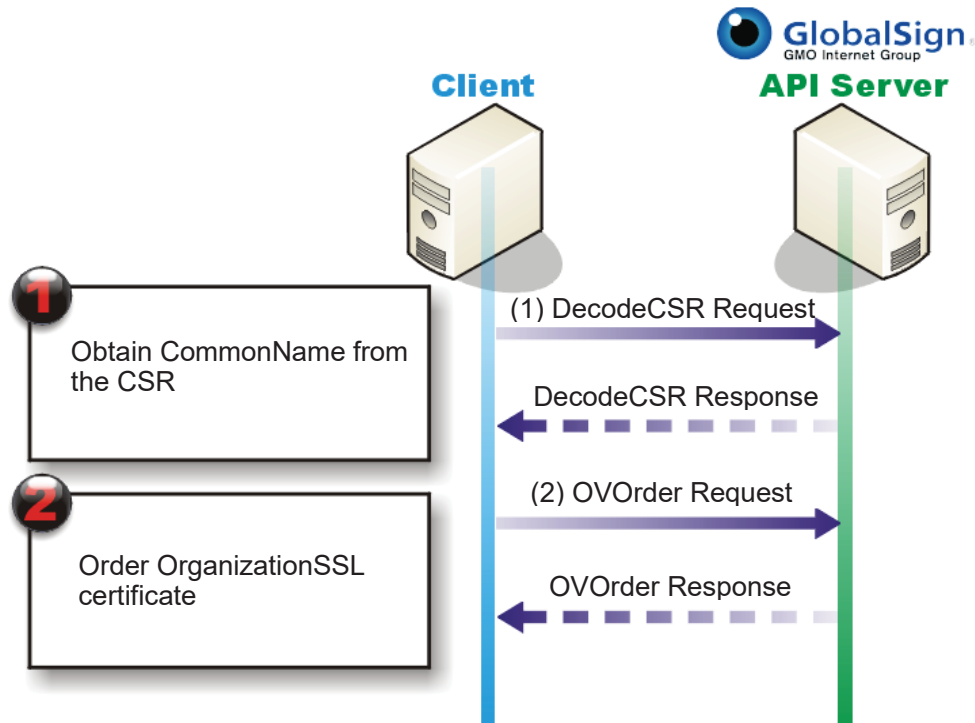 GlobalSign
GMO Internet Group
Client
API Server
1
Obtain CommonName from
the CSR
(1) DecodeCSR Request
DecodeCSR Response
2
Order OrganizationSSL
certificate
(2) OVOrder Request
OVOrder Response